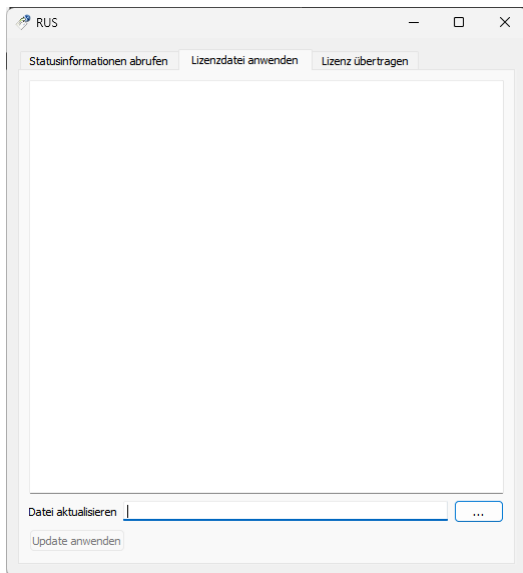 RUS
Statusinformationen abrufen Lizenzdatei anwenden Lizenz übertragen
Datei aktualisieren ...
Update anwenden